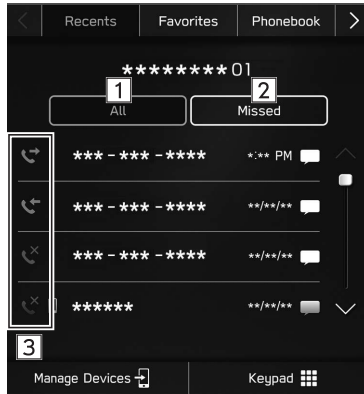 Recents Favorites Phonebook
********01
1 2
All Missed
***-***-**** *:** PM
***-***-**** **/**/**
***-***-**** **/**/**
****** **/**/**
3
Manage Devices Keypad